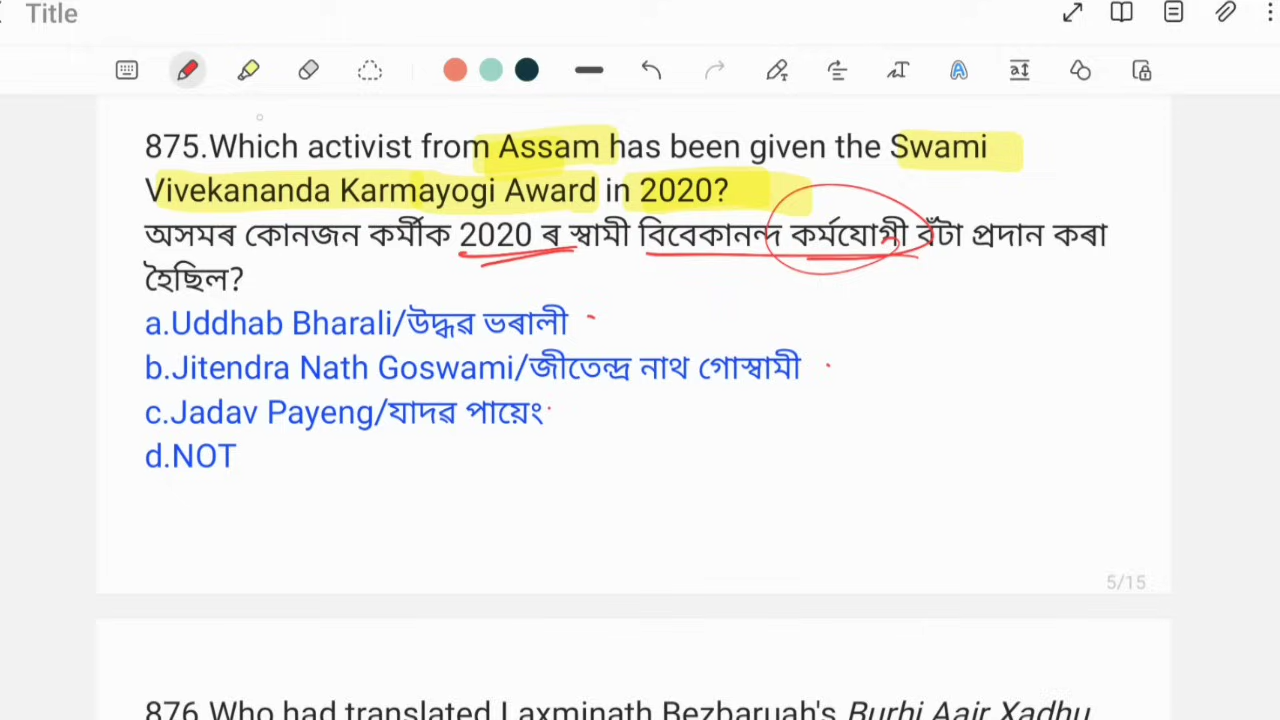 Title
875.Which activist from Assam has been given the Swami
Vivekananda Karmayogi Award in 2020?
অসমৰ কোনজন কৰ্মীক 2020 ৰ স্বামী বিবেকানন্দ কৰ্মযোগী বঁটা প্ৰদান কৰা
হৈছিল?
a.Uddhab Bharali/উদ্ধৱ ভৰালী
b.Jitendra Nath Goswami/জীতেন্দ্ৰ নাথ গোস্বামী
c.Jadav Payeng/যাদৱ পায়েং
d.NOT
5/15
876.Who had translated Laxminath Bezbaruah's Burhi Aair Xadhu